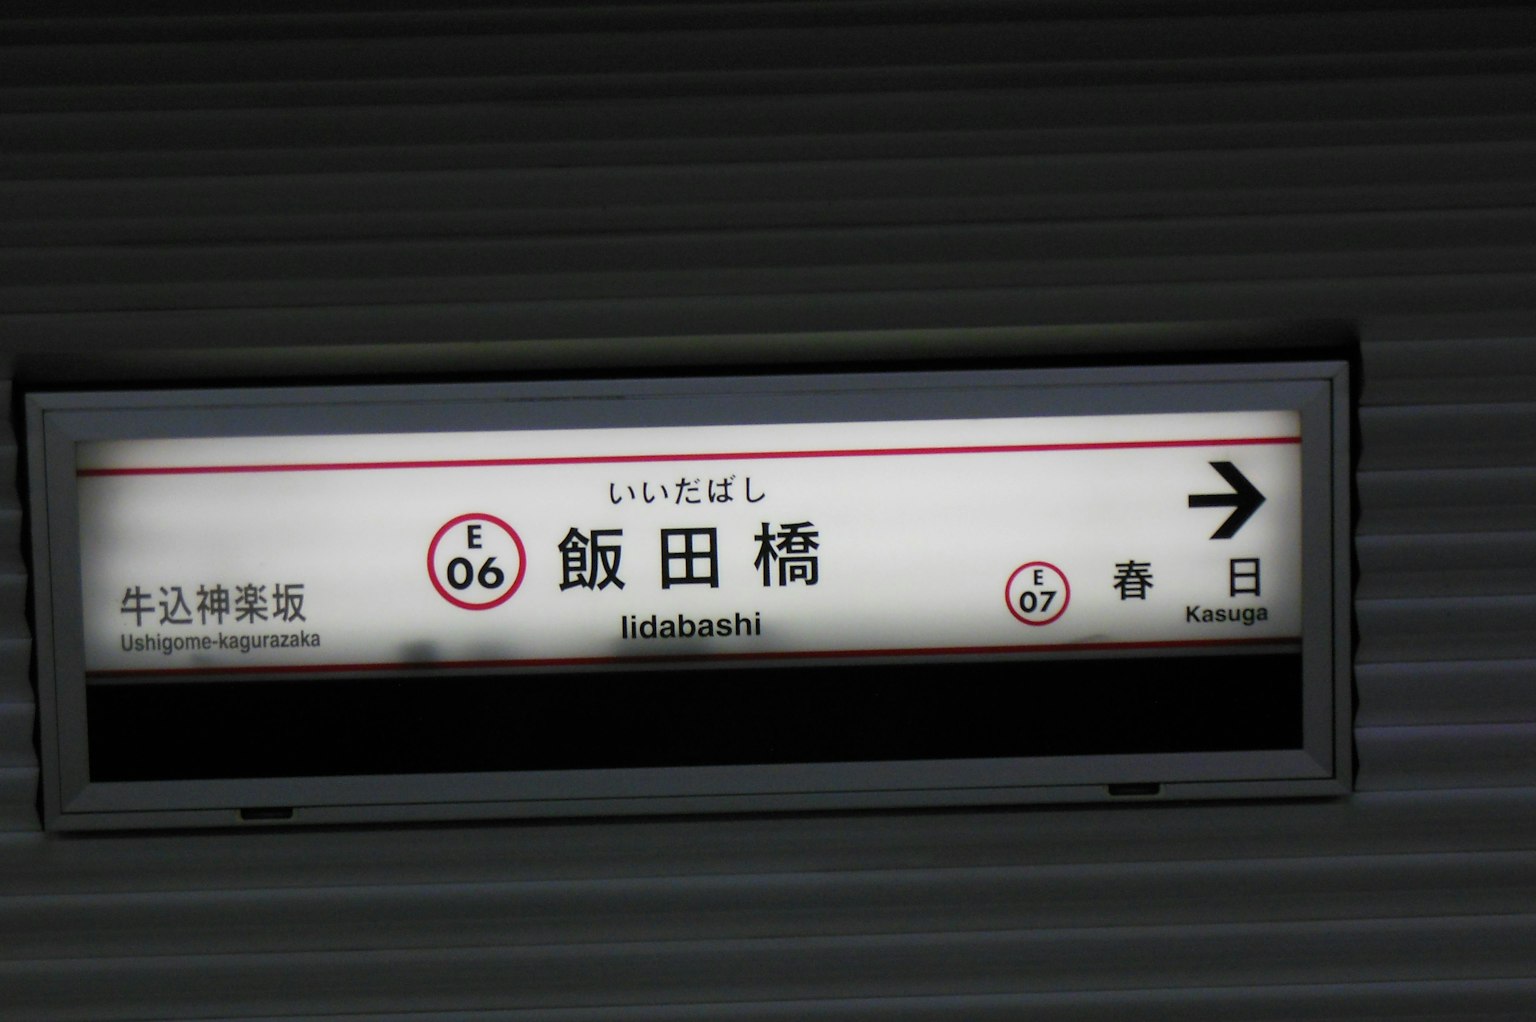 いいだばし
E
06
飯田橋
Iidabashi
牛込神楽坂
Ushigome-kagurazaka
E
07
春日
Kasuga